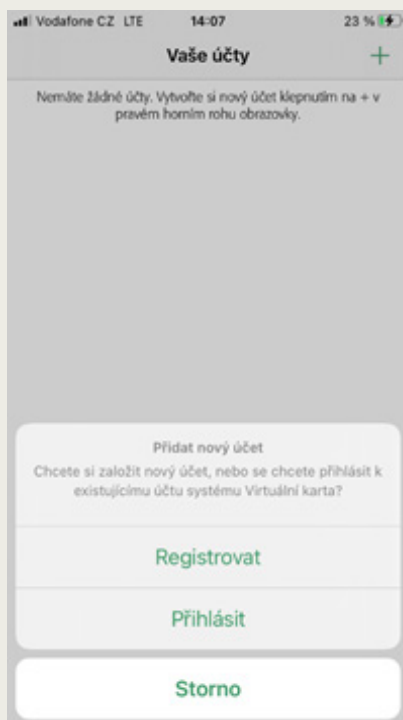 Vodafone CZ LTE 14:07 23 %
Vaše účty +
Nemáte žádné účty. Vytvořte si nový účet klepnutím na + v
pravém horním rohu obrazovky.
Přidat nový účet
Chcete si založit nový účet, nebo se chcete přihlásit k
existujícímu účtu systému Virtuální karta?
Registrovat
Přihlásit
Storno